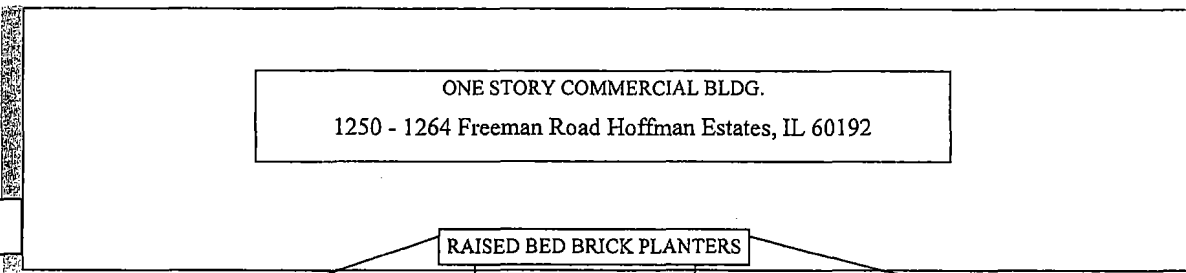 ONE STORY COMMERCIAL BLDG.
1250 - 1264 Freeman Road Hoffman Estates, IL 60192
RAISED BED BRICK PLANTERS